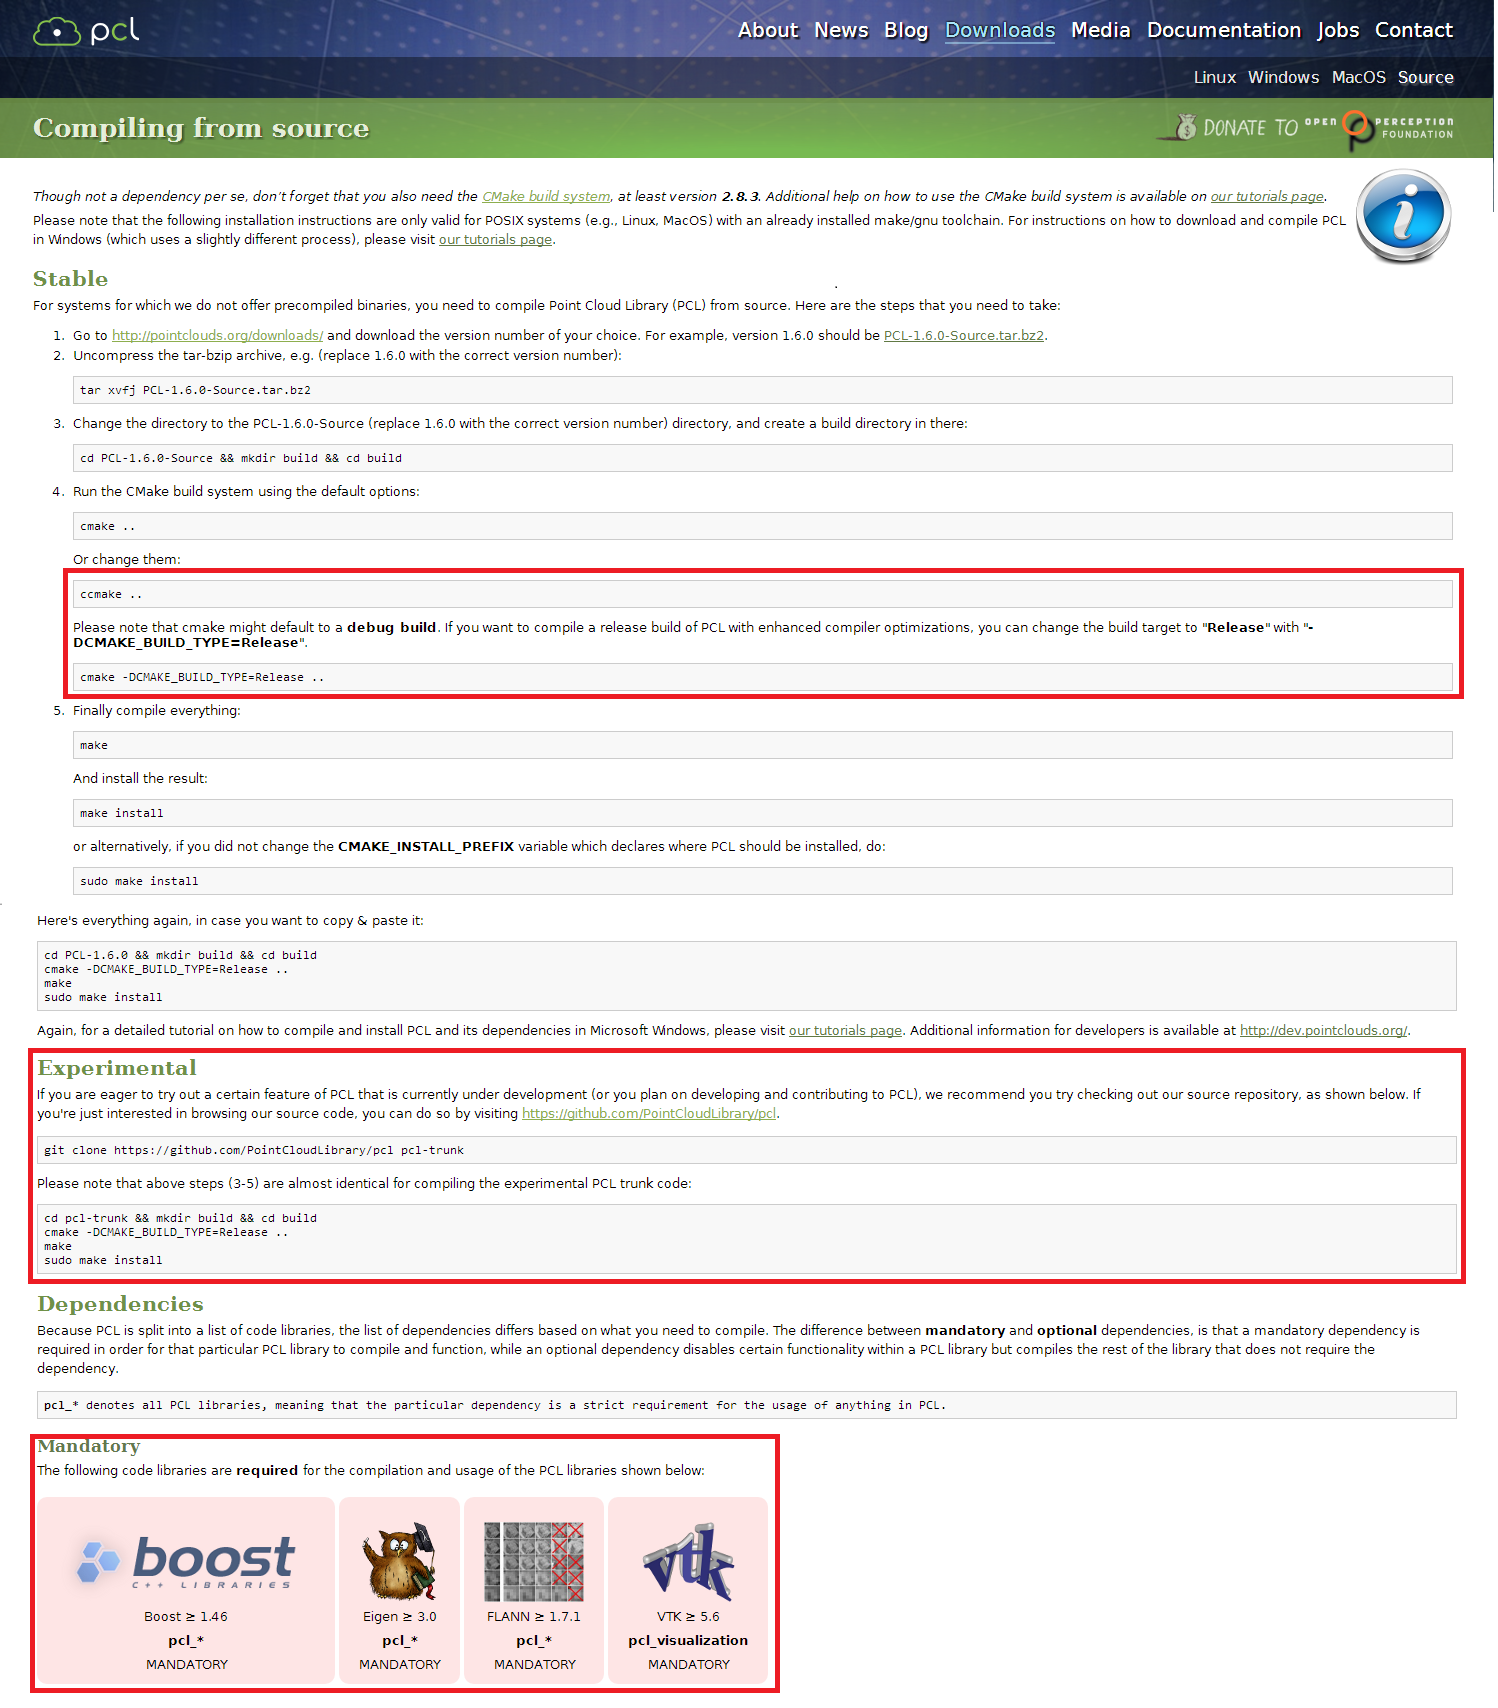 pcl
About News Blog Downloads Media Documentation Jobs Contact
Linux Windows MacOS Source
Compiling from source
DONATE TO OPEN PERCEPTION FOUNDATION
Though not a dependency per se, don't forget that you also need the CMake build system, at least version 2.8.3. Additional help on how to use the CMake build system is available on our tutorials page.
Please note that the following installation instructions are only valid for POSIX systems (e.g., Linux, MacOS) with an already installed make/gnu toolchain. For instructions on how to download and compile PCL
in Windows (which uses a slightly different process), please visit our tutorials page.
Stable
For systems for which we do not offer precompiled binaries, you need to compile Point Cloud Library (PCL) from source. Here are the steps that you need to take:
1. Go to http://pointclouds.org/downloads/ and download the version number of your choice. For example, version 1.6.0 should be PCL-1.6.0-Source.tar.bz2.
2. Uncompress the tar-bzip archive, e.g. (replace 1.6.0 with the correct version number):
tar xvfj PCL-1.6.0-Source.tar.bz2
3. Change the directory to the PCL-1.6.0-Source (replace 1.6.0 with the correct version number) directory, and create a build directory in there:
cd PCL-1.6.0-Source && mkdir build && cd build
4. Run the CMake build system using the default options:
cmake ..
Or change them:
ccmake ..
Please note that cmake might default to a debug build. If you want to compile a release build of PCL with enhanced compiler optimizations, you can change the build target to "Release" with "-
DCMAKE_BUILD_TYPE=Release".
cmake -DCMAKE_BUILD_TYPE=Release ..
5. Finally compile everything:
make
And install the result:
make install
or alternatively, if you did not change the CMAKE_INSTALL_PREFIX variable which declares where PCL should be installed, do:
sudo make install
Here's everything again, in case you want to copy & paste it:
cd PCL-1.6.0 && mkdir build && cd build
cmake -DCMAKE_BUILD_TYPE=Release ..
make
sudo make install
Again, for a detailed tutorial on how to compile and install PCL and its dependencies in Microsoft Windows, please visit our tutorials page. Additional information for developers is available at http://dev.pointclouds.org/.
Experimental
If you are eager to try out a certain feature of PCL that is currently under development (or you plan on developing and contributing to PCL), we recommend you try checking out our source repository, as shown below. If
you're just interested in browsing our source code, you can do so by visiting https://github.com/PointCloudLibrary/pcl.
git clone https://github.com/PointCloudLibrary/pcl pcl-trunk
Please note that above steps (3-5) are almost identical for compiling the experimental PCL trunk code:
cd pcl-trunk && mkdir build && cd build
cmake -DCMAKE_BUILD_TYPE=Release ..
make
sudo make install
Dependencies
Because PCL is split into a list of code libraries, the list of dependencies differs based on what you need to compile. The difference between mandatory and optional dependencies, is that a mandatory dependency is
required in order for that particular PCL library to compile and function, while an optional dependency disables certain functionality within a PCL library but compiles the rest of the library that does not require the
dependency.
pcl_* denotes all PCL libraries, meaning that the particular dependency is a strict requirement for the usage of anything in PCL.
Mandatory
The following code libraries are required for the compilation and usage of the PCL libraries shown below:
boost
C++ LIBRARIES
vtk
Boost ≥ 1.46 Eigen ≥ 3.0 FLANN ≥ 1.7.1 VTK ≥ 5.6
pcl_* pcl_* pcl_* pcl_visualization
MANDATORY MANDATORY MANDATORY MANDATORY